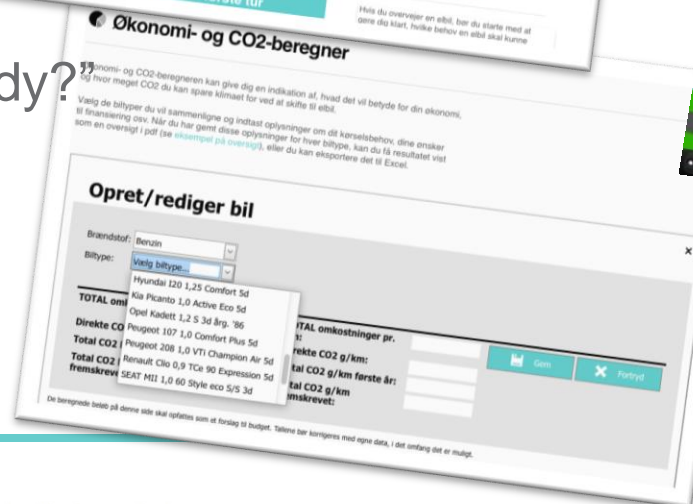 første tur
Hvis du overvejer en elbil, bør du starte med at
gøre dig klart, hvilke behov en elbil skal kunne
dy?”
Økonomi- og CO2-beregner
Økonomi- og CO2-beregneren kan give dig en indikation af, hvad det vil betyde for din økonomi,
og hvor meget CO2 du kan spare klimaet for ved at skifte til elbil.
Vælg de biltyper du vil sammenligne og indtast oplysninger om dit kørselsbehov, dine ønsker
til finansiering osv. Når du har gemt disse oplysninger for hver biltype, kan du få resultatet vist
som en oversigt i pdf (se eksempel på oversigt), eller du kan eksportere det til Excel.
x
Opret/rediger bil
Brændstof: Benzin
Biltype: Vælg biltype...
Hyundai I20 1,25 Comfort 5d
Kia Picanto 1,0 Active Eco 5d
Opel Kadett 1,2 S 3d årg. '86
Peugeot 107 1,0 Comfort Plus 5d
Peugeot 208 1,0 VTi Champion Air 5d
Renault Clio 0,9 TCe 90 Expression 5d
SEAT MII 1,0 60 Style eco S/S 3d
TOTAL
Direkte CO
Total CO2
Total CO2
fremskrevet
TAL omkostninger pr.
rekte CO2 g/km:
tal CO2 g/km første år:
tal CO2 g/km
mskrevet:
Gem
Fortryd
De beregnede beløb på denne side skal opfattes som et forslag til budget. Tallene bør korrigeres med egne data, i det omfang det er muligt.